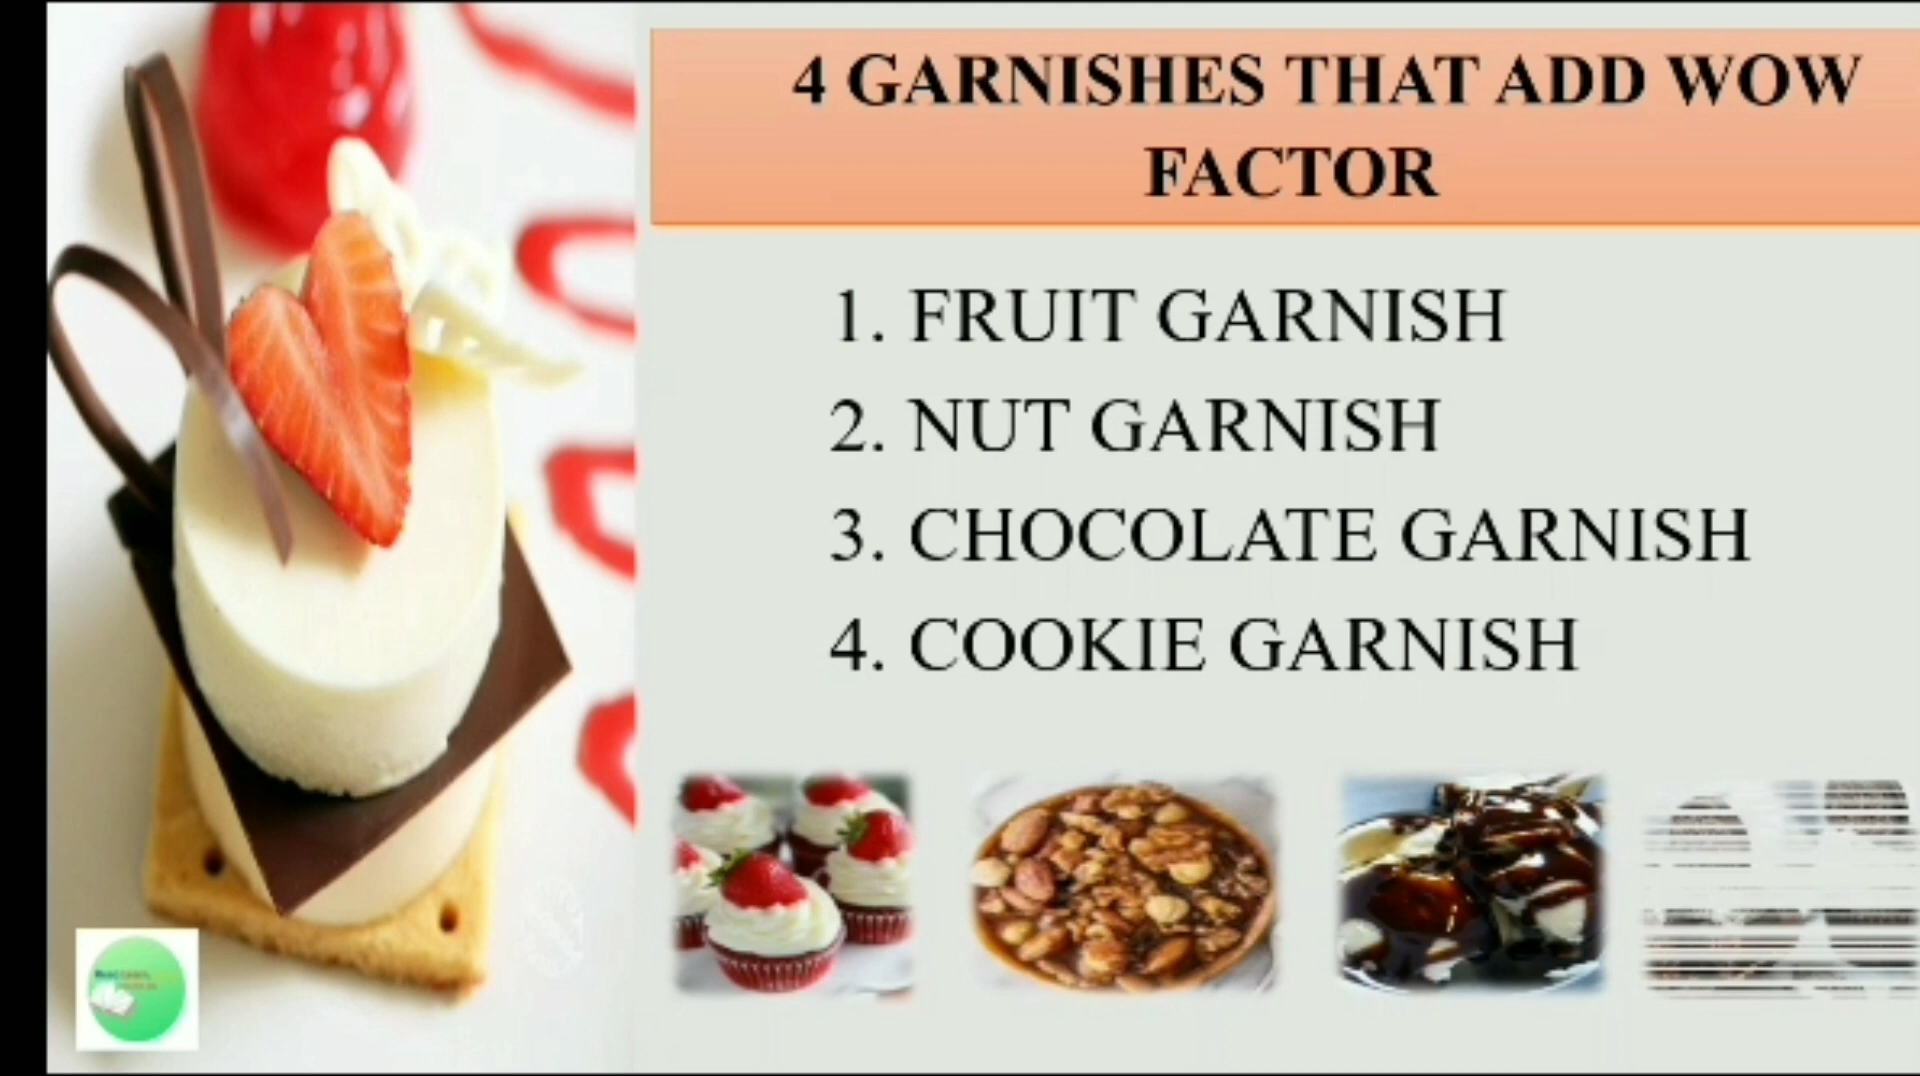 4 GARNISHES THAT ADD WOW
FACTOR
1. FRUIT GARNISH
2. NUT GARNISH
3. CHOCOLATE GARNISH
4. COOKIE GARNISH